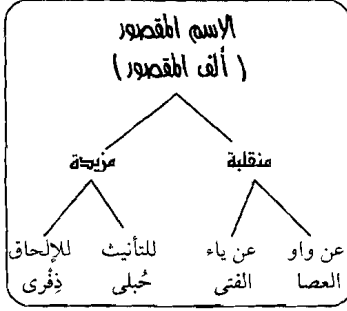 الاسم المقصور
( ألف المقصور )
منقلبة مزيدة
عن واو عن ياء للتأنيث للإلحاق
العصا الفتى حُبلى ذِفْرى